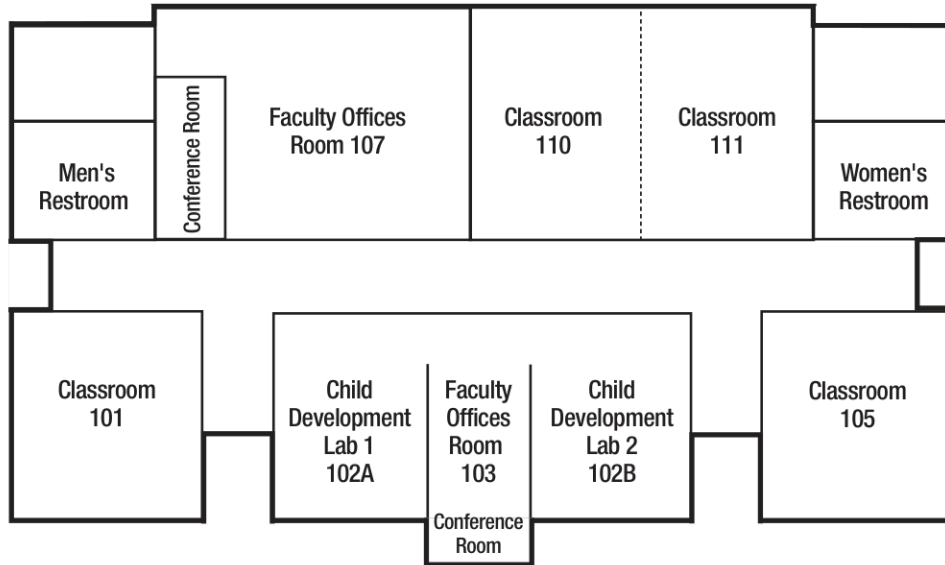 Men's
Restroom
Conference Room
Faculty Offices
Room 107
Classroom
110
Classroom
111
Women's
Restroom
Classroom
101
Child
Development
Lab 1
102A
Faculty
Offices
Room
103
Conference
Room
Child
Development
Lab 2
102B
Classroom
105